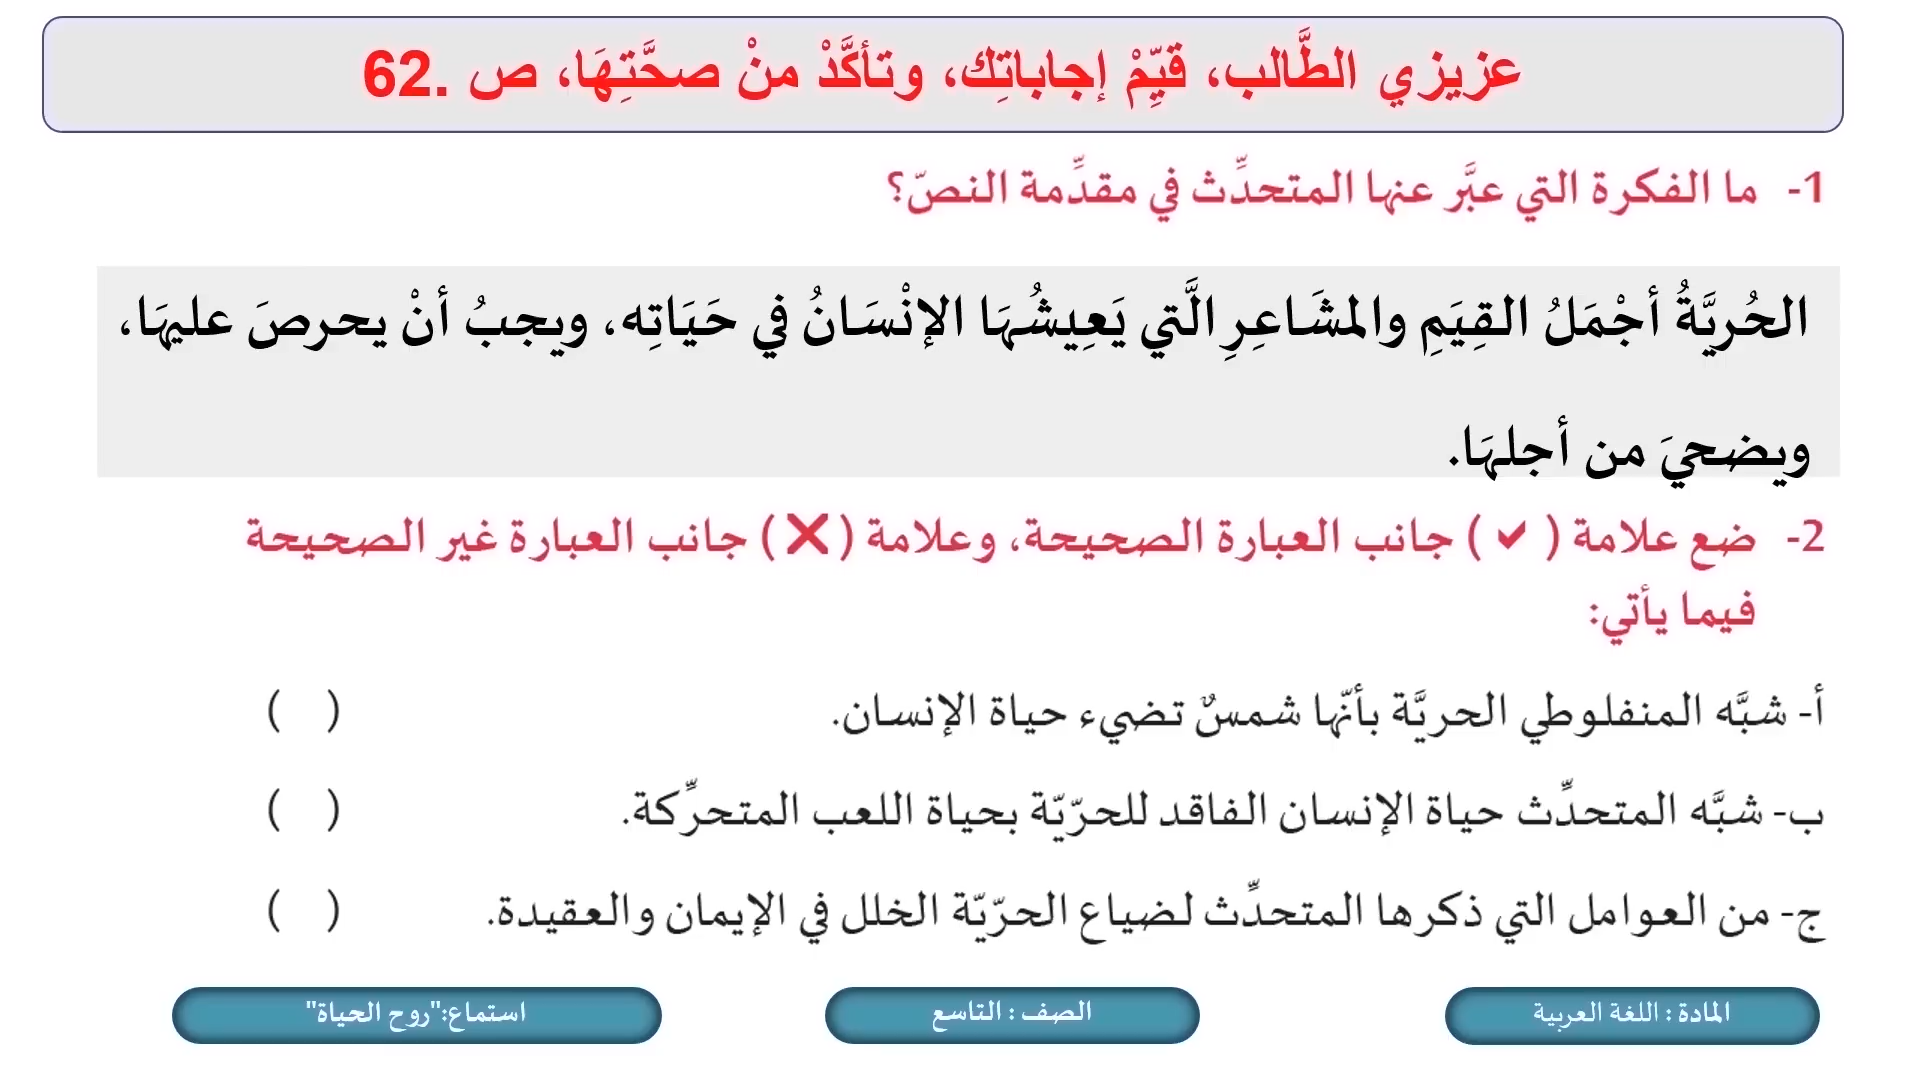 عزيزي الطَّالب، قيِّمْ إجاباتِك، وتأكَّدْ منْ صحَّتِهَا، ص .62
1- ما الفكرة التي عبَّر عنها المتحدِّث في مقدِّمة النصّ؟
الحُريَّةُ أجْمَلُ القِيَمِ والمشَاعِرِ الَّتي يَعِيشُهَا الإنْسَانُ في حَيَاتِه، ويجبُ أنْ يحرصَ عليهَا،
ويضحيَ من أجلهَا.
2- ضع علامة ( ✔ ) جانب العبارة الصحيحة، وعلامة (❌) جانب العبارة غير الصحيحة
فيما يأتي:
أ- شبَّه المنفلوطي الحريَّة بأنّها شمسٌ تضيء حياة الإنسان. ( )
ب- شبَّه المتحدِّث حياة الإنسان الفاقد للحرّيّة بحياة اللعب المتحرِّكة. ( )
ج- من العوامل التي ذكرها المتحدِّث لضياع الحرّيّة الخلل في الإيمان والعقيدة. ( )
المادة : اللغة العربية
الصف : التاسع
استماع:"روح الحياة"